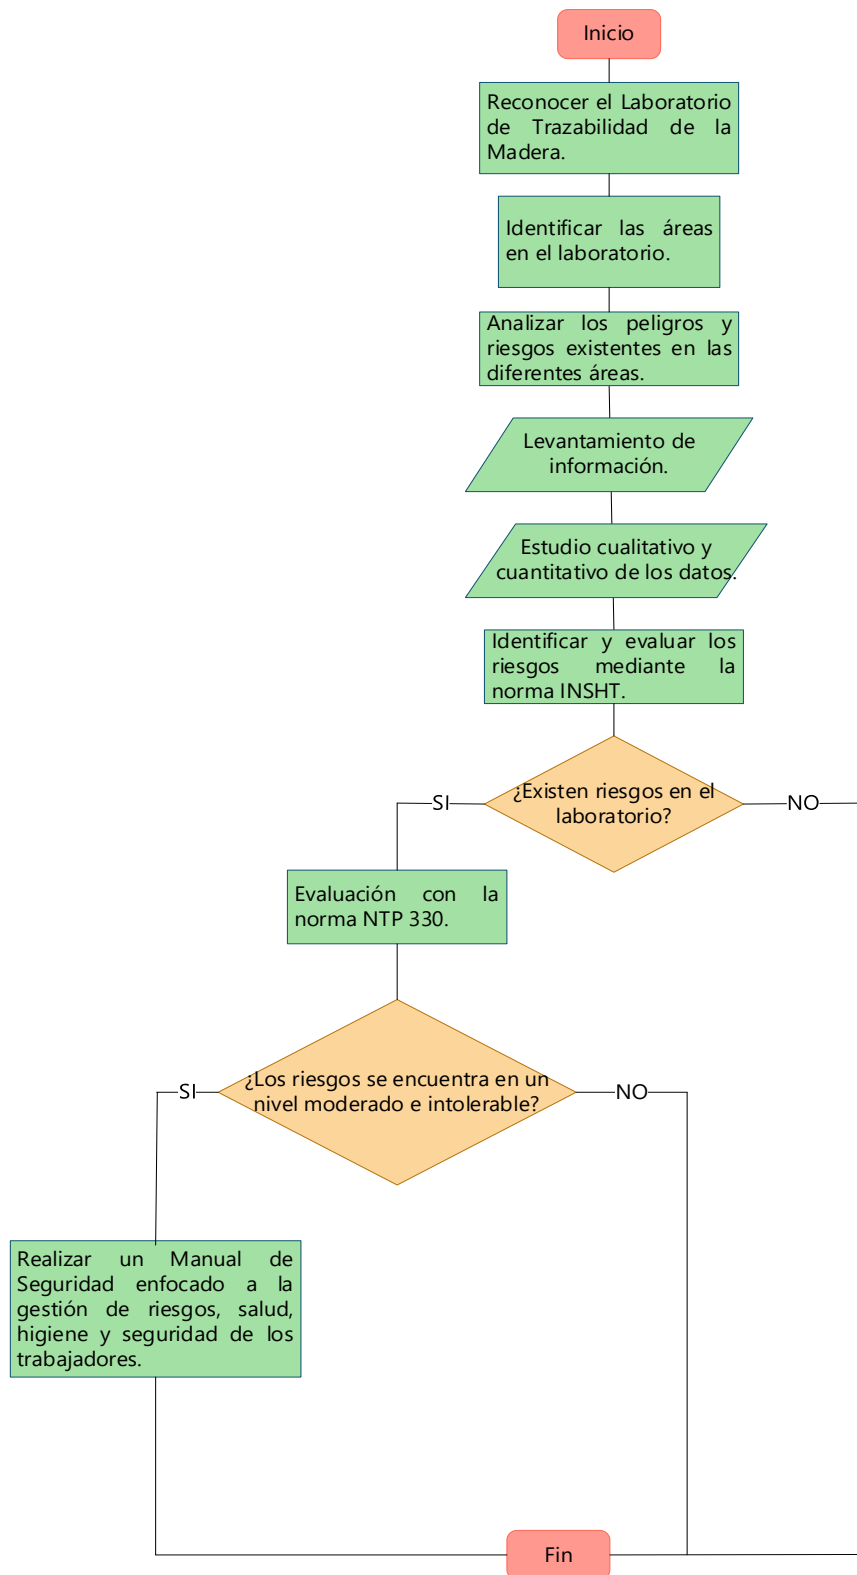 Inicio
Reconocer el Laboratorio
de Trazabilidad de la
Madera.
Identificar las áreas
en el laboratorio.
Analizar los peligros y
riesgos existentes en las
diferentes áreas.
Levantamiento de
información.
Estudio cualitativo y
cuantitativo de los datos.
Identificar y evaluar los
riesgos mediante la
norma INSHT.
¿Existen riesgos en el
laboratorio?
SI
NO
Evaluación con la
norma NTP 330.
¿Los riesgos se encuentra en un
nivel moderado e intolerable?
SI
NO
Realizar un Manual de
Seguridad enfocado a la
gestión de riesgos, salud,
higiene y seguridad de los
trabajadores.
Fin